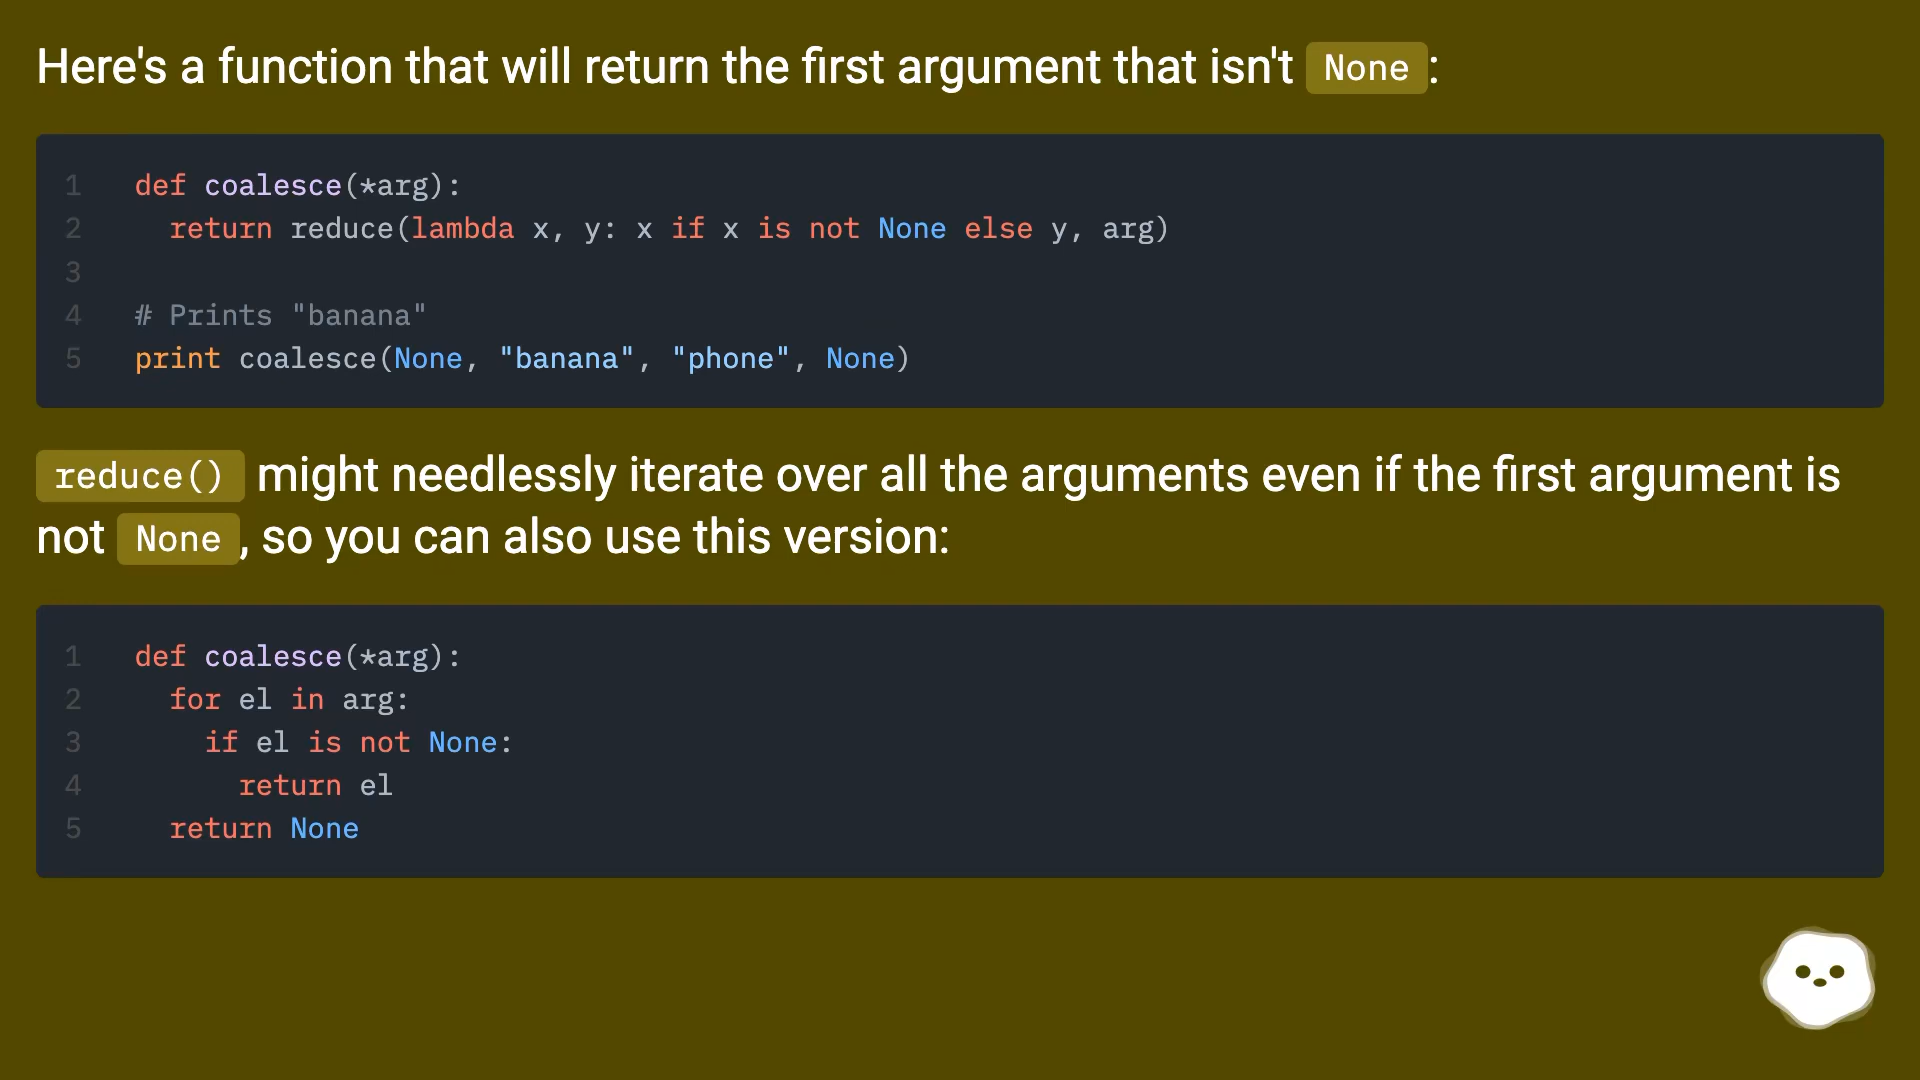 Here's a function that will return the first argument that isn't None:
1 def coalesce(*arg):
2   return reduce(lambda x, y: x if x is not None else y, arg)
3
4 # Prints "banana"
5 print coalesce(None, "banana", "phone", None)
reduce() might needlessly iterate over all the arguments even if the first argument is
not None, so you can also use this version:
1 def coalesce(*arg):
2   for el in arg:
3     if el is not None:
4       return el
5   return None